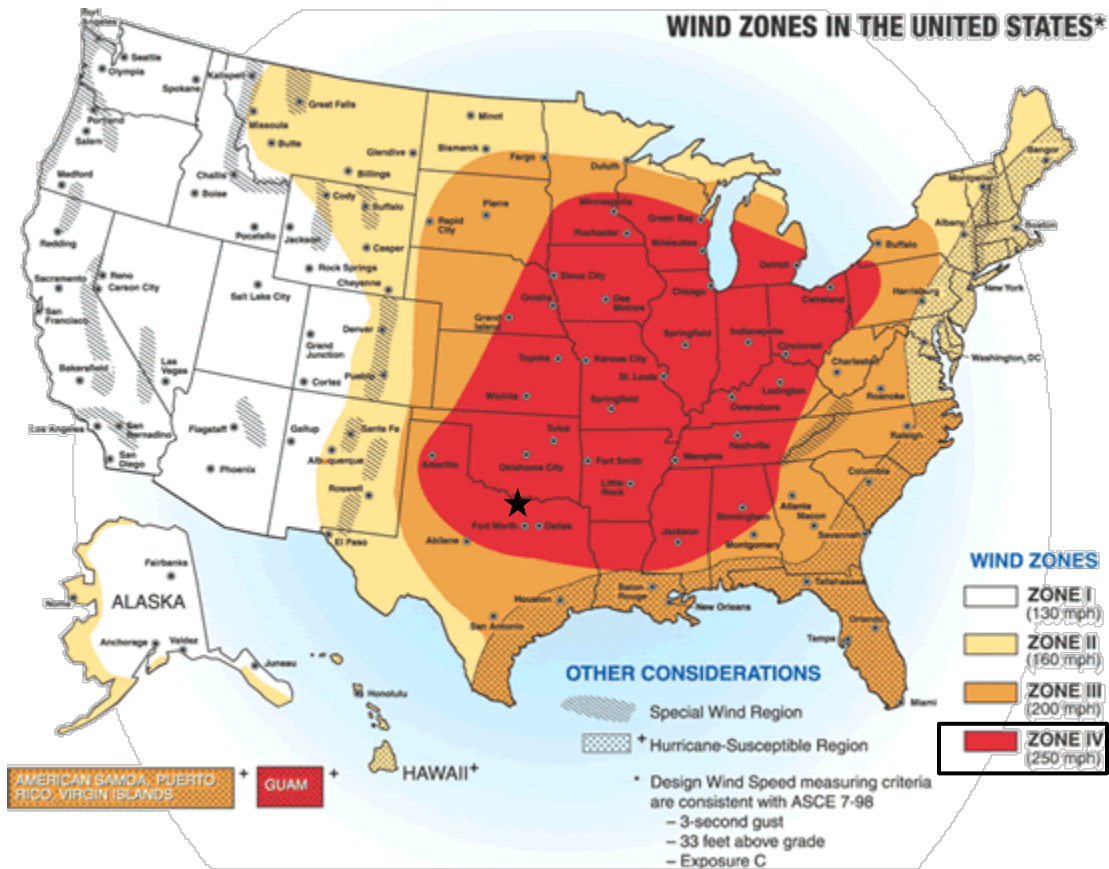 WIND ZONES IN THE UNITED STATES*
Port
Angeles
Seattle
Olympia
Spokane
Kalispell
Great Falls
Missoula
Butte
Portland
Salem
Medford
Challis
Boise
Pocatello
Glendive
Billings
Cody
Buffalo
Jackson
Casper
Rock Springs
Cheyenne
Minot
Bismarck
Fargo
Duluth
Pierre
Rapid
City
Minneapolis
Rochester
Green Bay
Milwaukee
Detroit
Chicago
Cleveland
Buffalo
Albany
Montpelier
Bangor
Boston
New York
Harrisburg
Washington, DC
Redding
Sacramento
San
Francisco
Reno
Carson City
Salt Lake City
Bakersfield
Las
Vegas
Los Angeles
San
Bernadino
San
Diego
Flagstaff
Phoenix
Grand
Junction
Cortez
Denver
Pueblo
Gallup
Sante Fe
Albuquerque
Roswell
El Paso
Sioux City
Omaha
Des
Moines
Grand
Island
Topeka
Kansas City
Wichita
Springfield
St. Louis
Springfield
Indianapolis
Cincinnati
Charleston
Lexington
Owensboro
Roanoke
Raleigh
Nashville
Memphis
Tulsa
Oklahoma City
Fort Smith
Little
Rock
Amarillo
Fort Worth
Dallas
Abilene
Jackson
Birmingham
Montgomery
Atlanta
Macon
Columbia
Savannah
Tallahassee
Orlando
Tampa
Miami
Houston
San Antonio
Baton
Rouge
New Orleans
ALASKA
Fairbanks
Nome
Anchorage
Valdez
Juneau
Honolulu
HAWAII+
AMERICAN SAMOA, PUERTO
RICO, VIRGIN ISLANDS
+
GUAM
+
WIND ZONES
ZONE I
(130 mph)
ZONE II
(160 mph)
ZONE III
(200 mph)
ZONE IV
(250 mph)
OTHER CONSIDERATIONS
Special Wind Region
+ Hurricane-Susceptible Region
* Design Wind Speed measuring criteria
are consistent with ASCE 7-98
– 3-second gust
– 33 feet above grade
– Exposure C